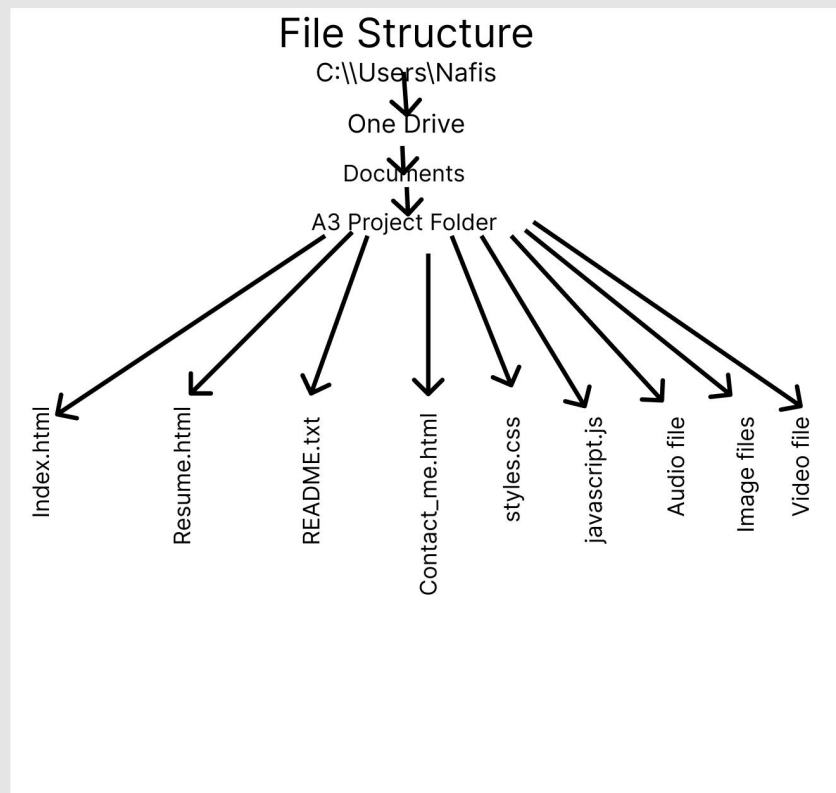 File Structure
C:\\Users\Nafis
One Drive
Documents
A3 Project Folder
Index.html
Resume.html
README.txt
Contact_me.html
styles.css
javascript.js
Audio file
Image files
Video file